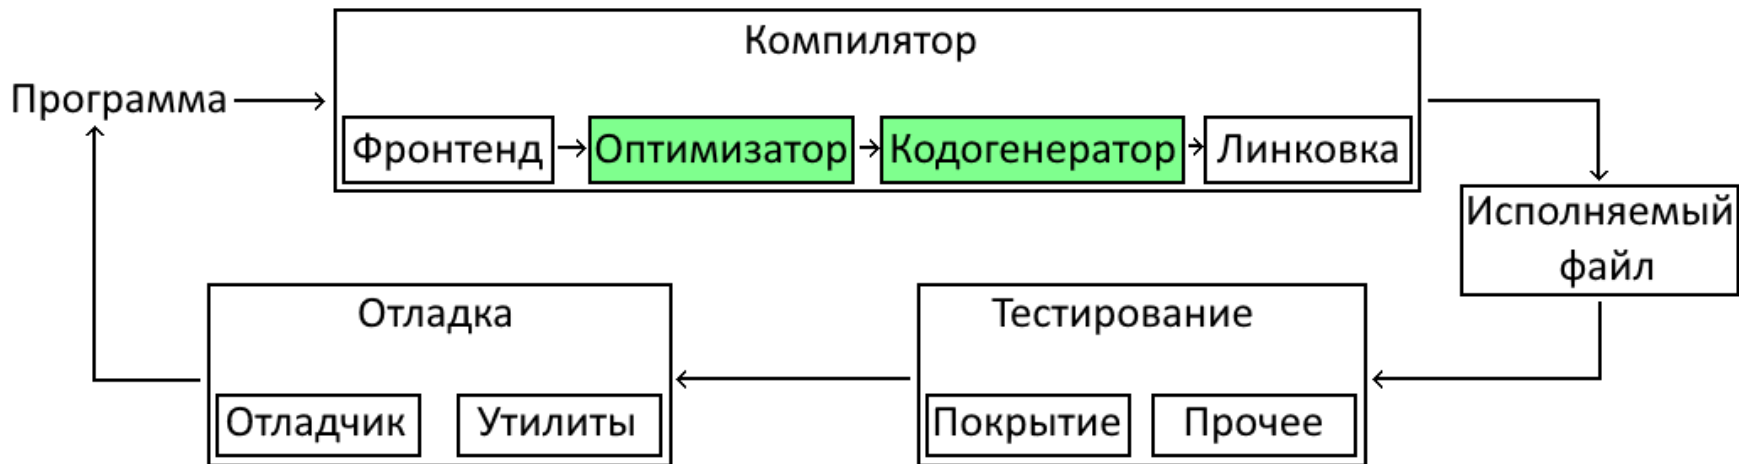 Компилятор
Программа
Фронтенд
Оптимизатор
Кодогенератор
Линковка
Исполняемый
файл
Отладка
Тестирование
Отладчик
Утилиты
Покрытие
Прочее